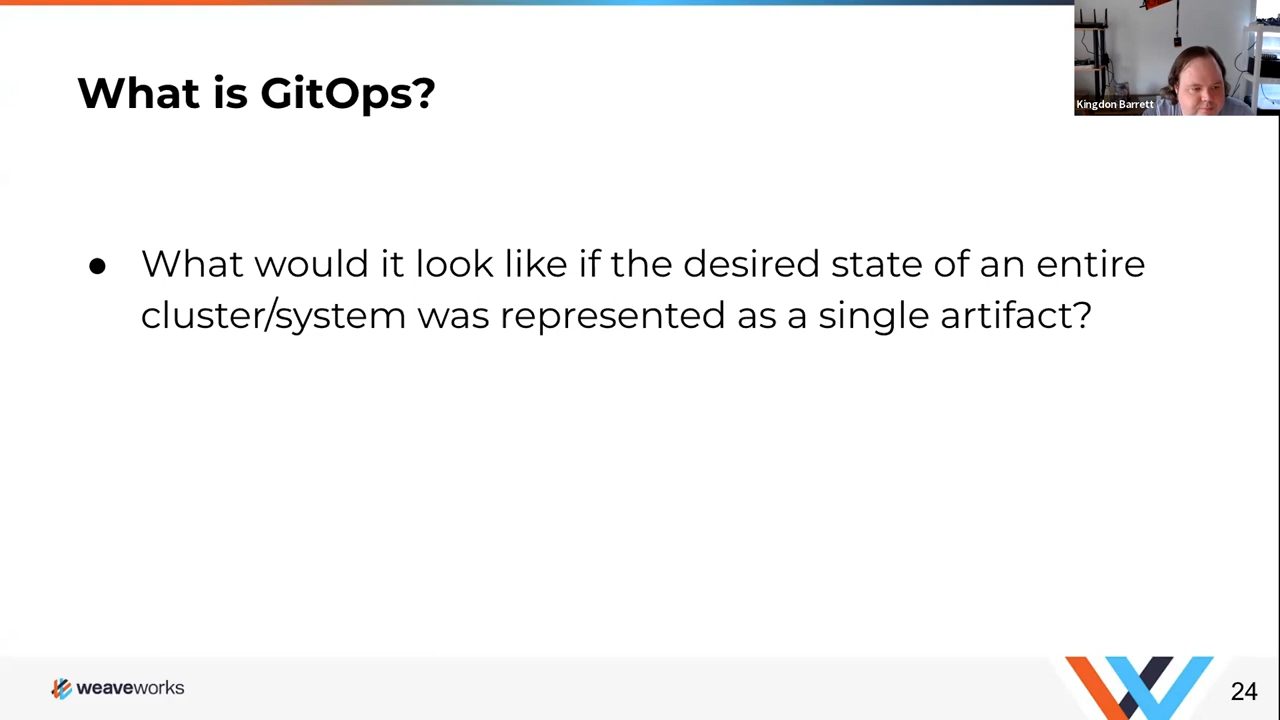 What is GitOps?
Kingdon Barrett
● What would it look like if the desired state of an entire
cluster/system was represented as a single artifact?
weaveworks
24